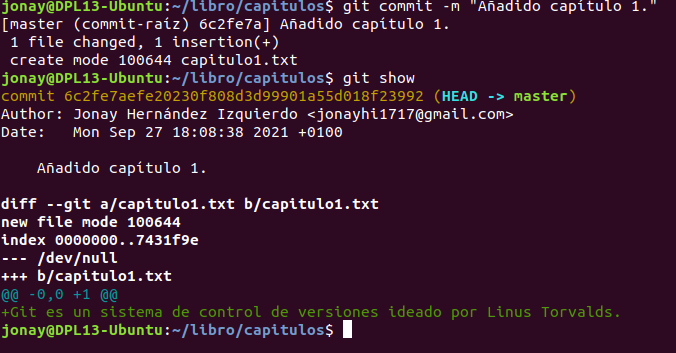 jonay@DPL13-Ubuntu:~/libro/capitulos$ git commit -m "Añadido capítulo 1."
[master (commit-raíz) 6c2fe7a] Añadido capítulo 1.
 1 file changed, 1 insertion(+)
 create mode 100644 capitulo1.txt
jonay@DPL13-Ubuntu:~/libro/capitulos$ git show
commit 6c2fe7aefe20230f808d3d99901a55d018f23992 (HEAD -> master)
Author: Jonay Hernández Izquierdo <jonayhi1717@gmail.com>
Date:   Mon Sep 27 18:08:38 2021 +0100

    Añadido capítulo 1.

diff --git a/capitulo1.txt b/capitulo1.txt
new file mode 100644
index 0000000..7431f9e
--- /dev/null
+++ b/capitulo1.txt
@@ -0,0 +1 @@
+Git es un sistema de control de versiones ideado por Linus Torvalds.
jonay@DPL13-Ubuntu:~/libro/capitulos$